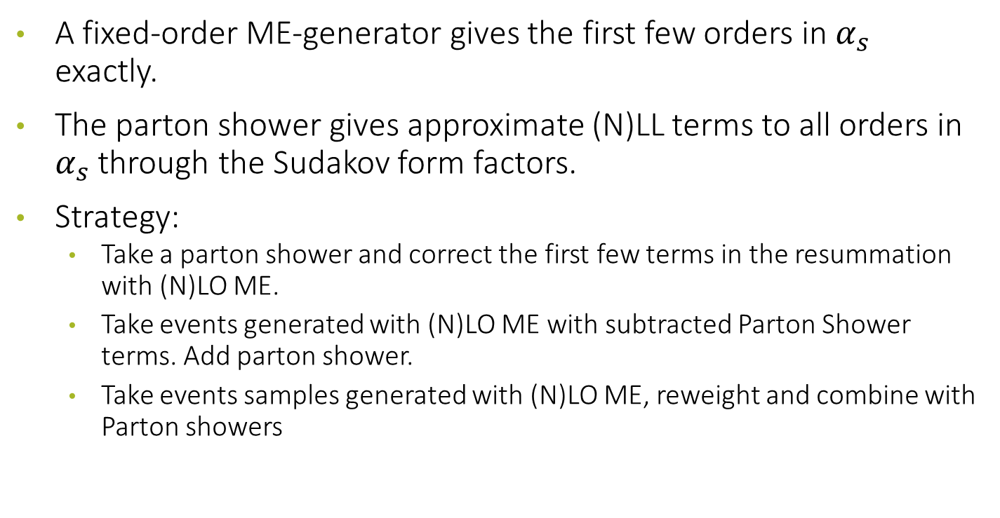 • A fixed-order ME-generator gives the first few orders in αₛ
exactly.
• The parton shower gives approximate (N)LL terms to all orders in
αₛ through the Sudakov form factors.
• Strategy:
• Take a parton shower and correct the first few terms in the resummation
with (N)LO ME.
• Take events generated with (N)LO ME with subtracted Parton Shower
terms. Add parton shower.
• Take events samples generated with (N)LO ME, reweight and combine with
Parton showers